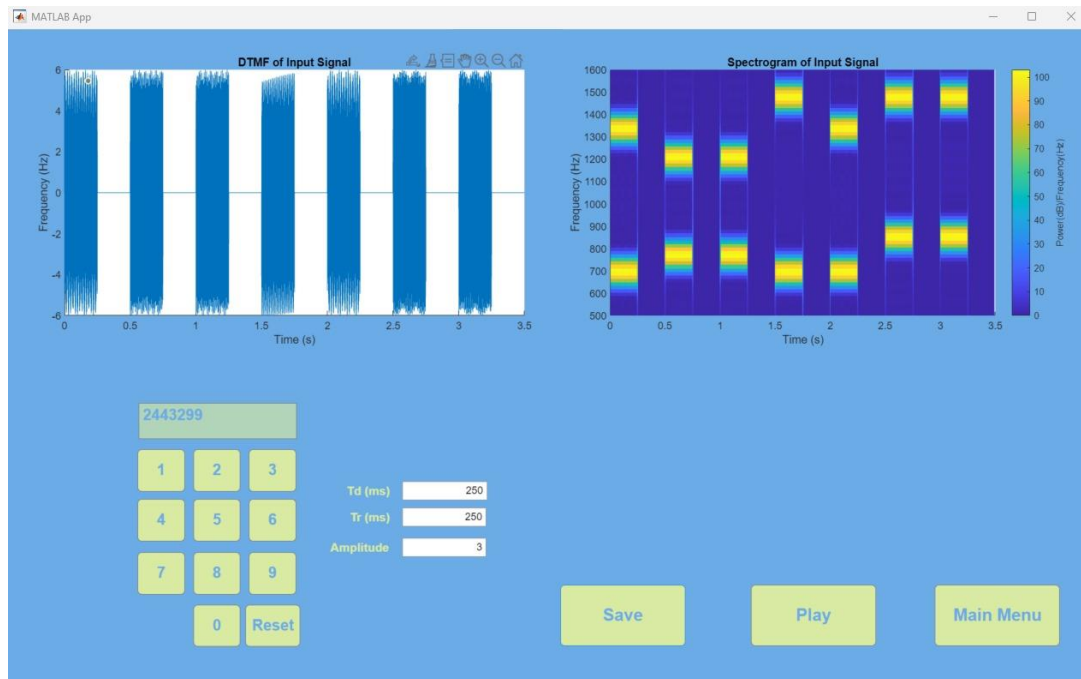 MATLAB App
DTMF of Input Signal
Frequency (Hz)
6
4
2
0
-2
-4
-6
0 0.5 1 1.5 2 2.5 3 3.5
Time (s)
Spectrogram of Input Signal
Frequency (Hz)
1600
1500
1400
1300
1200
1100
1000
900
800
700
600
500
0 0.5 1 1.5 2 2.5 3 3.5
Time (s)
100
90
80
70
60
50
40
30
20
10
0
Power(dB)/Frequency(Hz)
2443299
1 2 3
4 5 6
7 8 9
0 Reset
Td (ms) 250
Tr (ms) 250
Amplitude 3
Save Play Main Menu